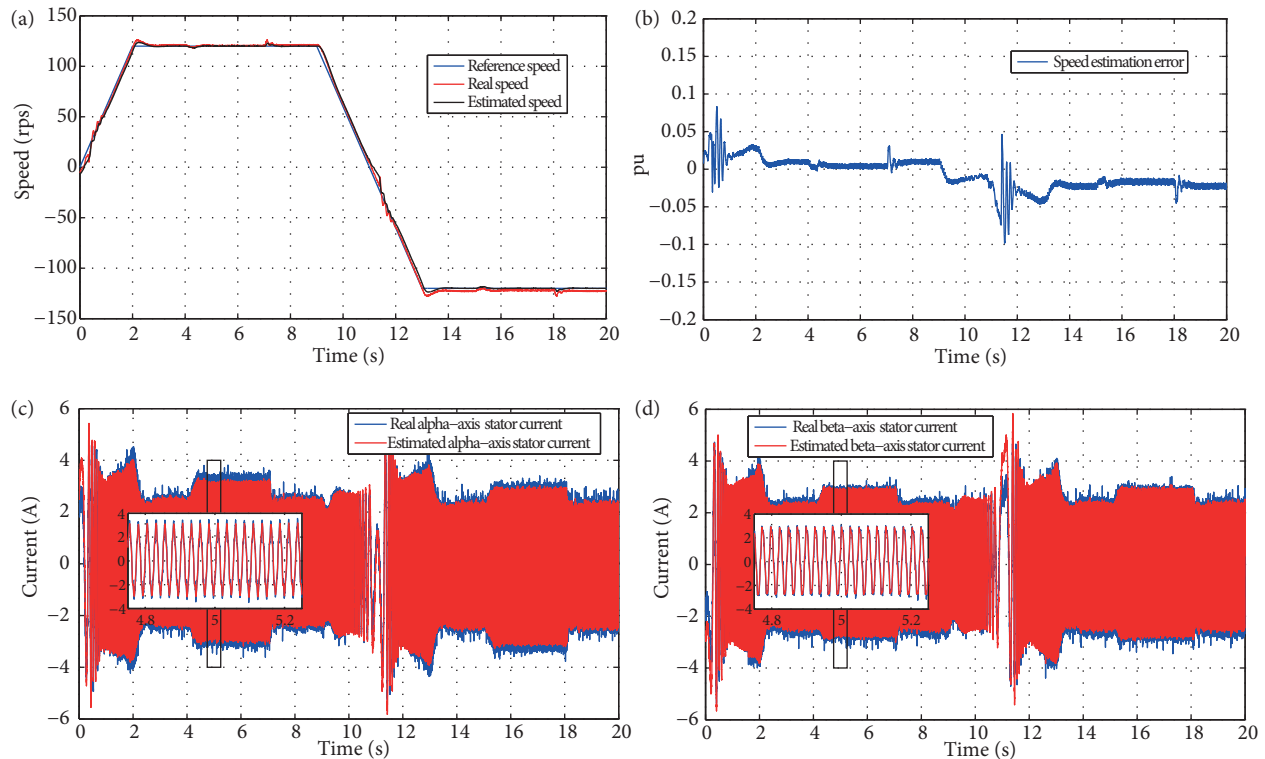 (a)
150
100
50
0
−50
−100
−150
Speed (rps)
Reference speed
Real speed
Estimated speed
0 2 4 6 8 10 12 14 16 18 20
Time (s)
(b)
0.2
0.15
0.1
0.05
0
−0.05
−0.1
−0.15
−0.2
pu
Speed estimation error
0 2 4 6 8 10 12 14 16 18 20
Time (s)
(c)
6
4
2
0
−2
−4
−6
Current (A)
Real alpha−axis stator current
Estimated alpha−axis stator current
4
2
0
−2
−4
4.8 5 5.2
0 2 4 6 8 10 12 14 16 18 20
Time (s)
(d)
6
4
2
0
−2
−4
−6
Current (A)
Real beta−axis stator current
Estimated beta−axis stator current
4
2
0
−2
−4
4.8 5 5.2
0 2 4 6 8 10 12 14 16 18 20
Time (s)